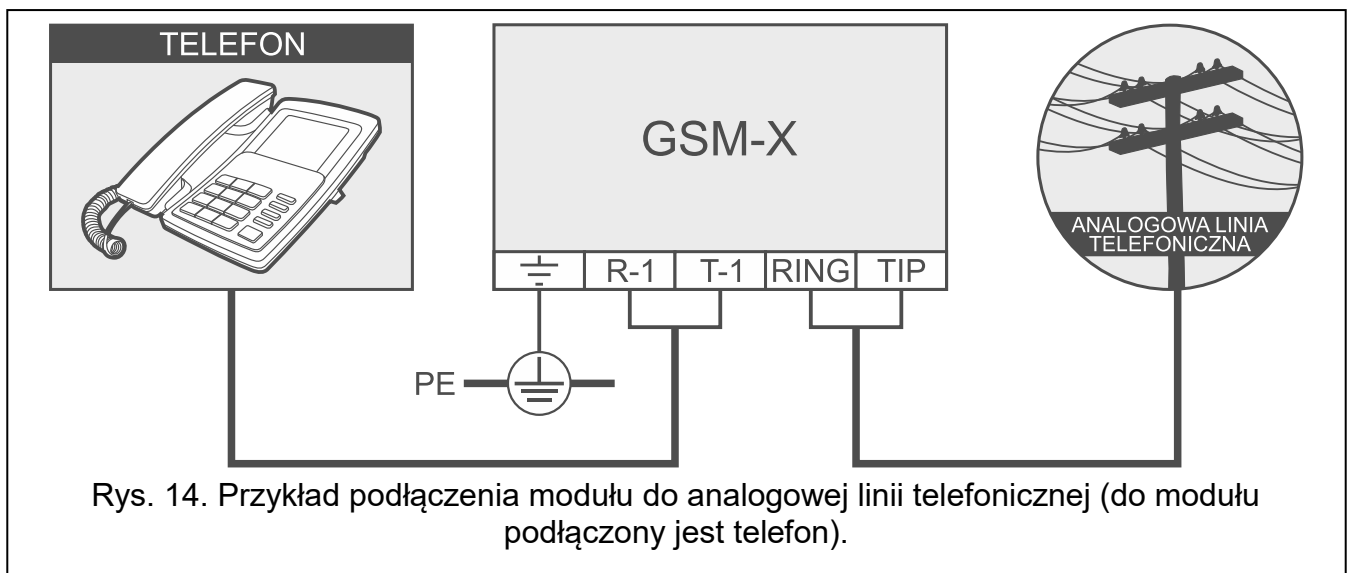 TELEFON
GSM-X
R-1 T-1 RING TIP
PE
ANALOGOWA LINIA
TELEFONICZNA
Rys. 14. Przykład podłączenia modułu do analogowej linii telefonicznej (do modułu
podłączony jest telefon).